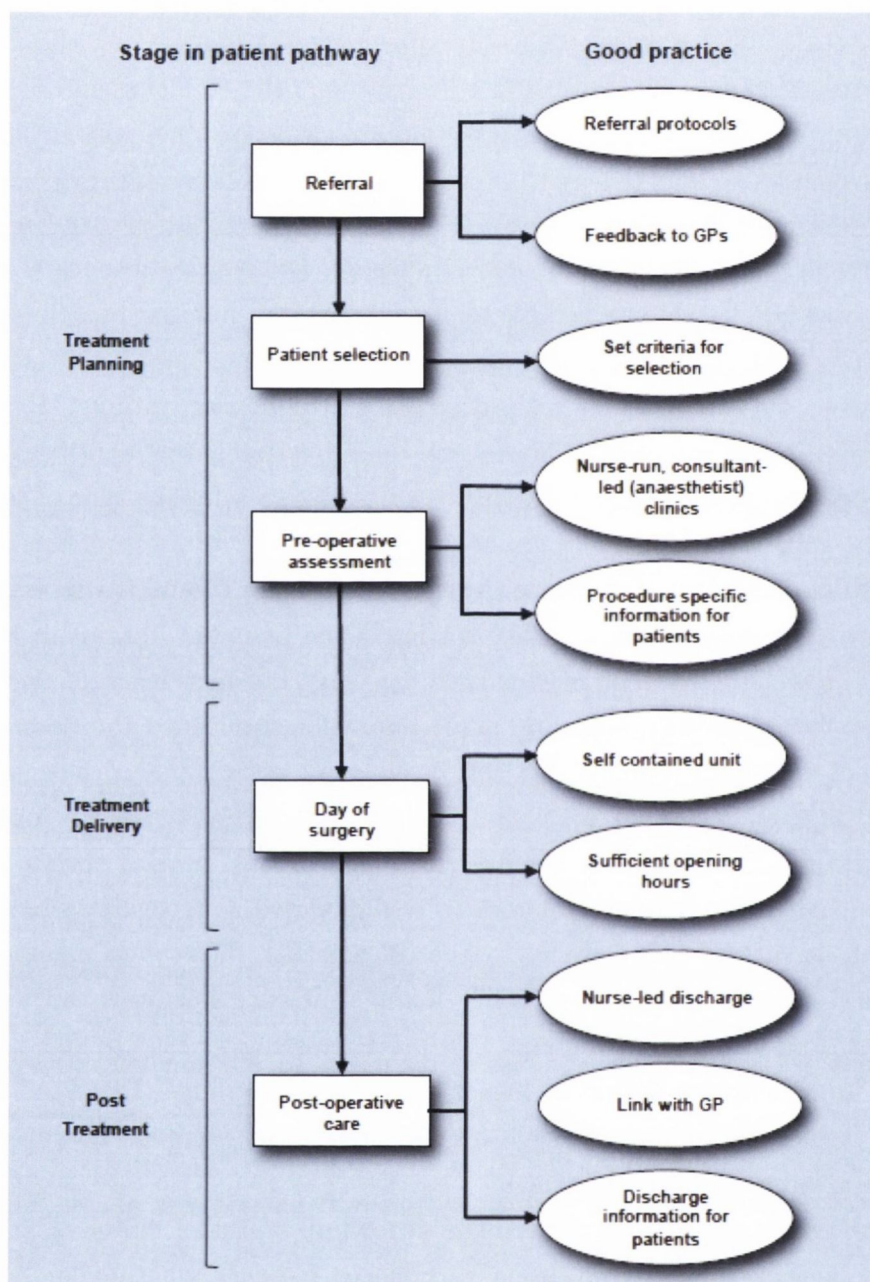 Stage in patient pathway
Good practice
Referral protocols
Referral
Feedback to GPs
Treatment
Planning
Patient selection
Set criteria for
selection
Nurse-run, consultant-
led (anaesthetist)
clinics
Pre-operative
assessment
Procedure specific
information for
patients
Self contained unit
Treatment
Delivery
Day of
surgery
Sufficient opening
hours
Nurse-led discharge
Post
Treatment
Post-operative
care
Link with GP
Discharge
information for
patients